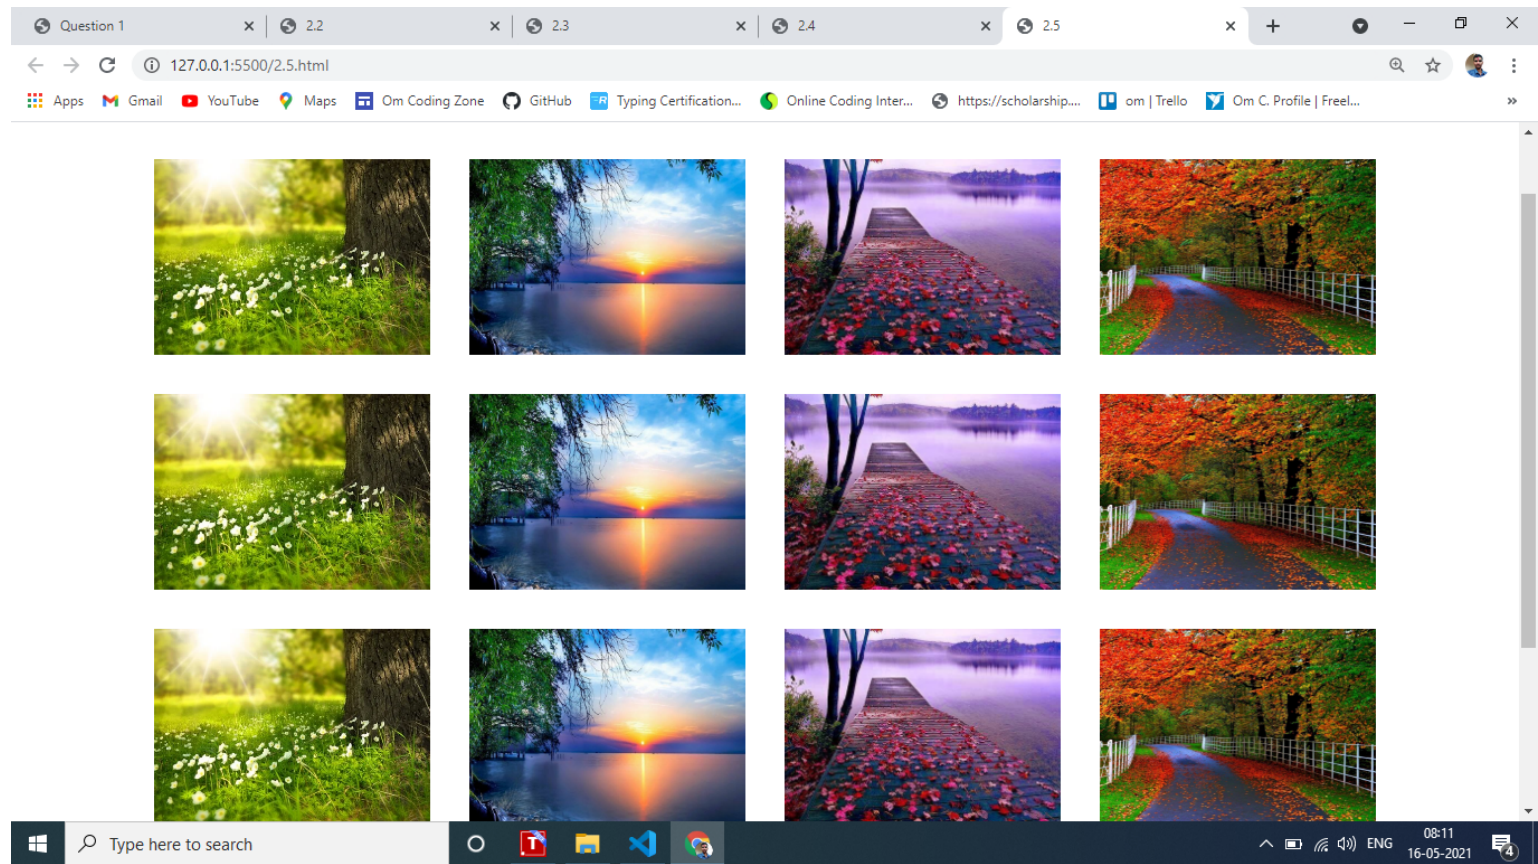 Question 1
2.2
2.3
2.4
2.5
127.0.0.1:5500/2.5.html
Apps
Gmail
YouTube
Maps
Om Coding Zone
GitHub
Typing Certification...
Online Coding Inter...
https://scholarship....
om | Trello
Om C. Profile | Freel...
»
Type here to search
ENG
08:11
16-05-2021
4